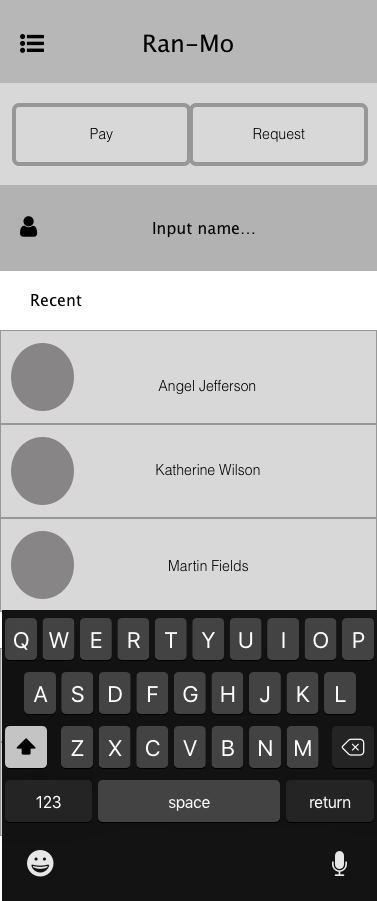 Ran-Mo
Pay Request
Input name...
Recent
Angel Jefferson
Katherine Wilson
Martin Fields
Q W E R T Y U I O P
A S D F G H J K L
Z X C V B N M
123 space return